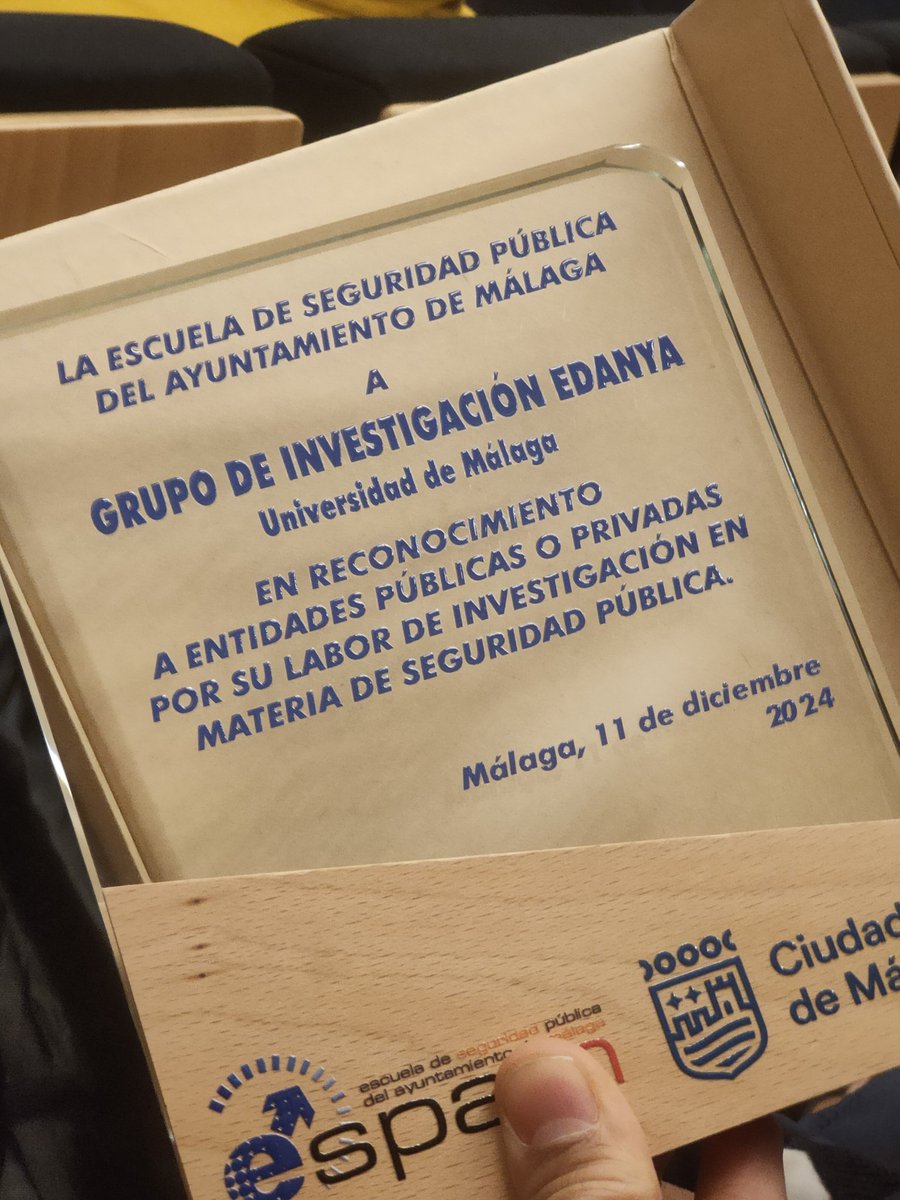 LA ESCUELA DE SEGURIDAD PÚBLICA
DEL AYUNTAMIENTO DE MÁLAGA
A
GRUPO DE INVESTIGACIÓN EDANYA
Universidad de Málaga
EN RECONOCIMIENTO
A ENTIDADES PÚBLICAS O PRIVADAS
POR SU LABOR DE INVESTIGACIÓN EN
MATERIA DE SEGURIDAD PÚBLICA.
Málaga, 11 de diciembre
2024
escuela de seguridad pública
del ayuntamiento de málaga
Ciudad
de